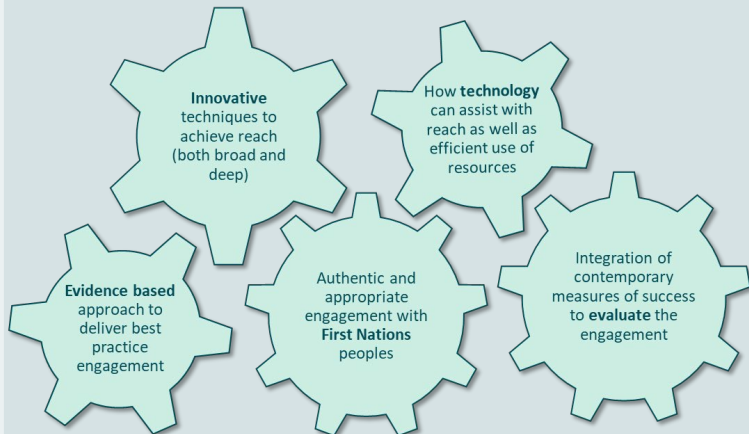 Innovative
techniques to
achieve reach
(both broad and
deep)
How technology
can assist with
reach as well as
efficient use of
resources
Evidence based
approach to
deliver best
practice
engagement
Authentic and
appropriate
engagement with
First Nations
peoples
Integration of
contemporary
measures of success
to evaluate the
engagement